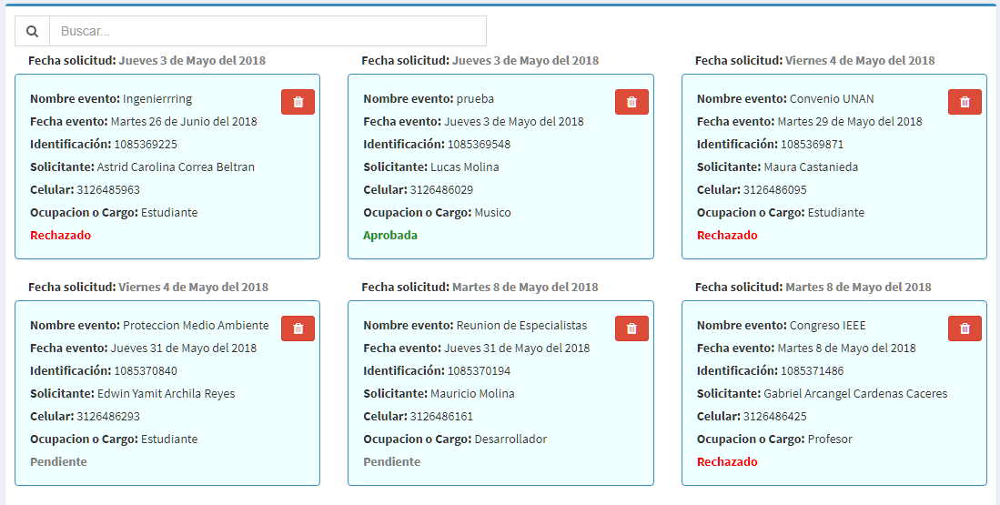 Buscar...
Fecha solicitud: Jueves 3 de Mayo del 2018
Nombre evento: Ingenierrring
Fecha evento: Martes 26 de Junio del 2018
Identificación: 1085369225
Solicitante: Astrid Carolina Correa Beltran
Celular: 3126485963
Ocupacion o Cargo: Estudiante
Rechazado
Fecha solicitud: Jueves 3 de Mayo del 2018
Nombre evento: prueba
Fecha evento: Jueves 3 de Mayo del 2018
Identificación: 1085369548
Solicitante: Lucas Molina
Celular: 3126486029
Ocupacion o Cargo: Musico
Aprobada
Fecha solicitud: Viernes 4 de Mayo del 2018
Nombre evento: Convenio UNAN
Fecha evento: Martes 29 de Mayo del 2018
Identificación: 1085369871
Solicitante: Maura Castanieda
Celular: 3126486095
Ocupacion o Cargo: Estudiante
Rechazado
Fecha solicitud: Viernes 4 de Mayo del 2018
Nombre evento: Proteccion Medio Ambiente
Fecha evento: Jueves 31 de Mayo del 2018
Identificación: 1085370840
Solicitante: Edwin Yamit Archila Reyes
Celular: 3126486293
Ocupacion o Cargo: Estudiante
Pendiente
Fecha solicitud: Martes 8 de Mayo del 2018
Nombre evento: Reunion de Especialistas
Fecha evento: Jueves 31 de Mayo del 2018
Identificación: 1085370194
Solicitante: Mauricio Molina
Celular: 3126486161
Ocupacion o Cargo: Desarrollador
Pendiente
Fecha solicitud: Martes 8 de Mayo del 2018
Nombre evento: Congreso IEEE
Fecha evento: Martes 8 de Mayo del 2018
Identificación: 1085371486
Solicitante: Gabriel Arcangel Cardenas Caceres
Celular: 3126486425
Ocupacion o Cargo: Profesor
Rechazado